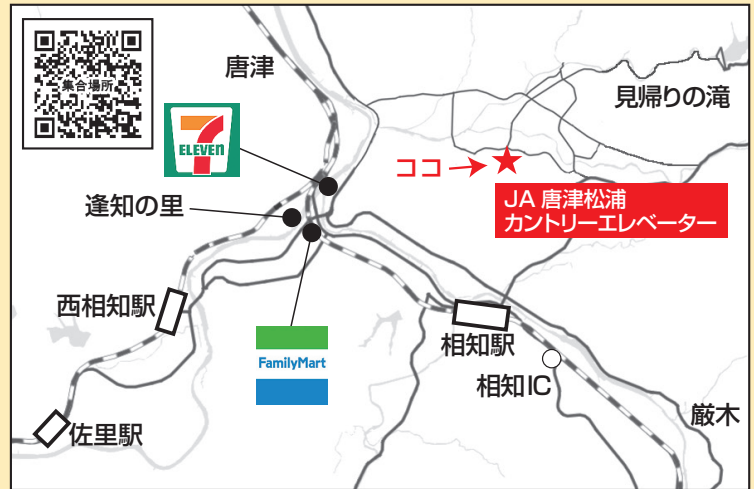 集合場所
唐津
見帰りの滝
7
ELEVEN
ココ
JA 唐津松浦
カントリーエレベーター
逢知の里
西相知駅
FamilyMart
相知駅
相知IC
厳木
佐里駅